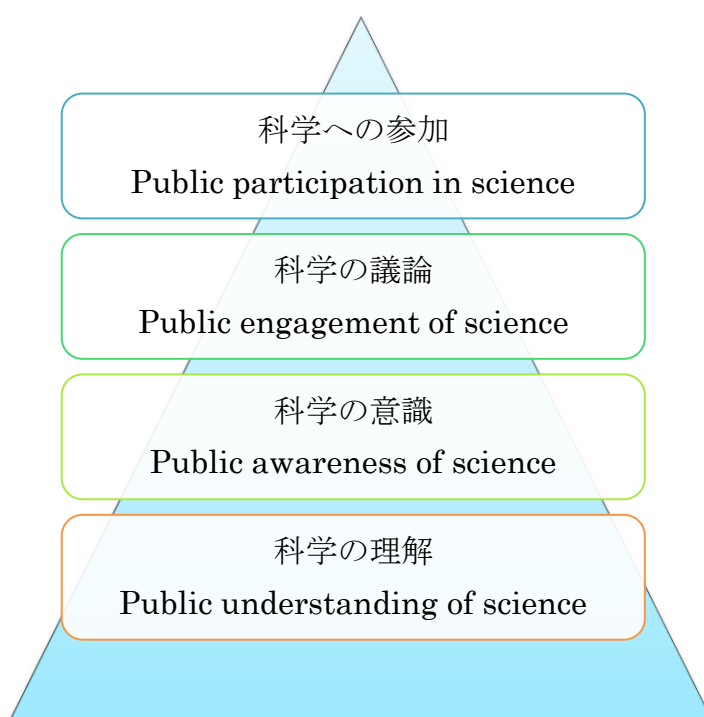 科学への参加
Public participation in science
科学の議論
Public engagement of science
科学の意識
Public awareness of science
科学の理解
Public understanding of science